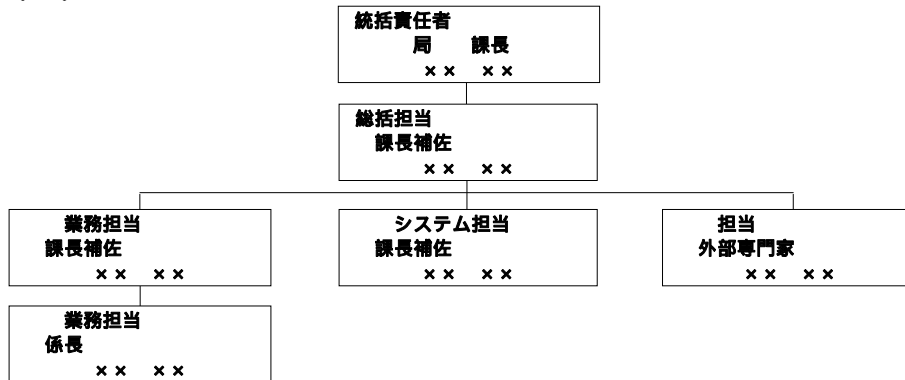 統括責任者
局 課長
×× ××
総括担当
課長補佐
×× ××
業務担当
課長補佐
×× ××
システム担当
課長補佐
×× ××
担当
外部専門家
×× ××
業務担当
係長
×× ××